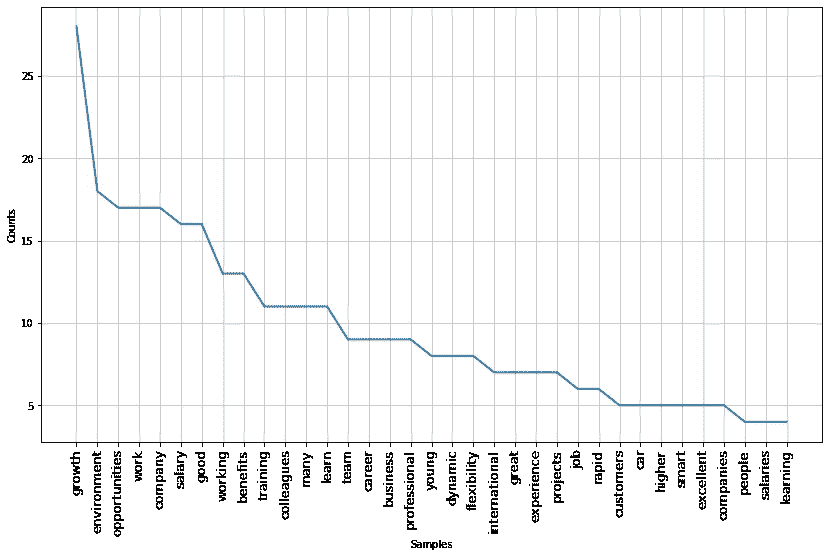 25
20
15
10
5
Counts
growth
environment
opportunities
work
company
salary
good
working
benefits
training
colleagues
many
learn
team
career
business
professional
young
dynamic
flexibility
international
great
experience
projects
job
rapid
customers
car
higher
smart
excellent
companies
people
salaries
learning
Samples